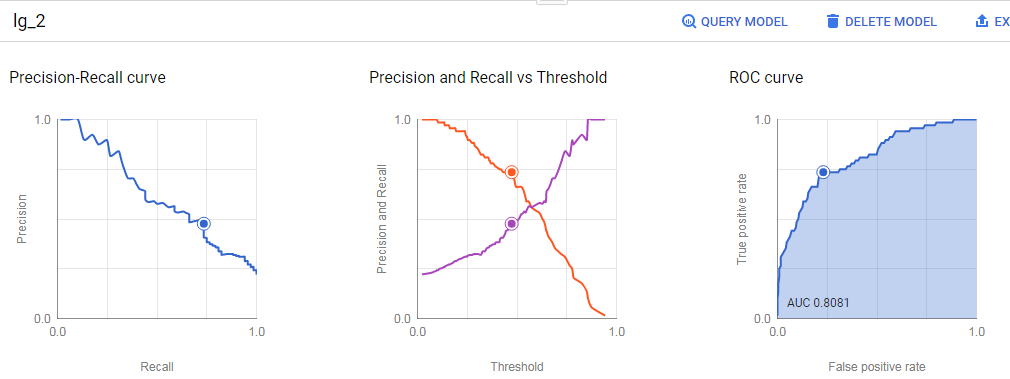 lg_2
QUERY MODEL
DELETE MODEL
EX
Precision-Recall curve
Precision and Recall vs Threshold
ROC curve
1.0
Precision
0.0
0.0
1.0
Recall
1.0
Precision and Recall
0.0
0.0
1.0
Threshold
1.0
True positive rate
AUC 0.8081
0.0
0.0
1.0
False positive rate